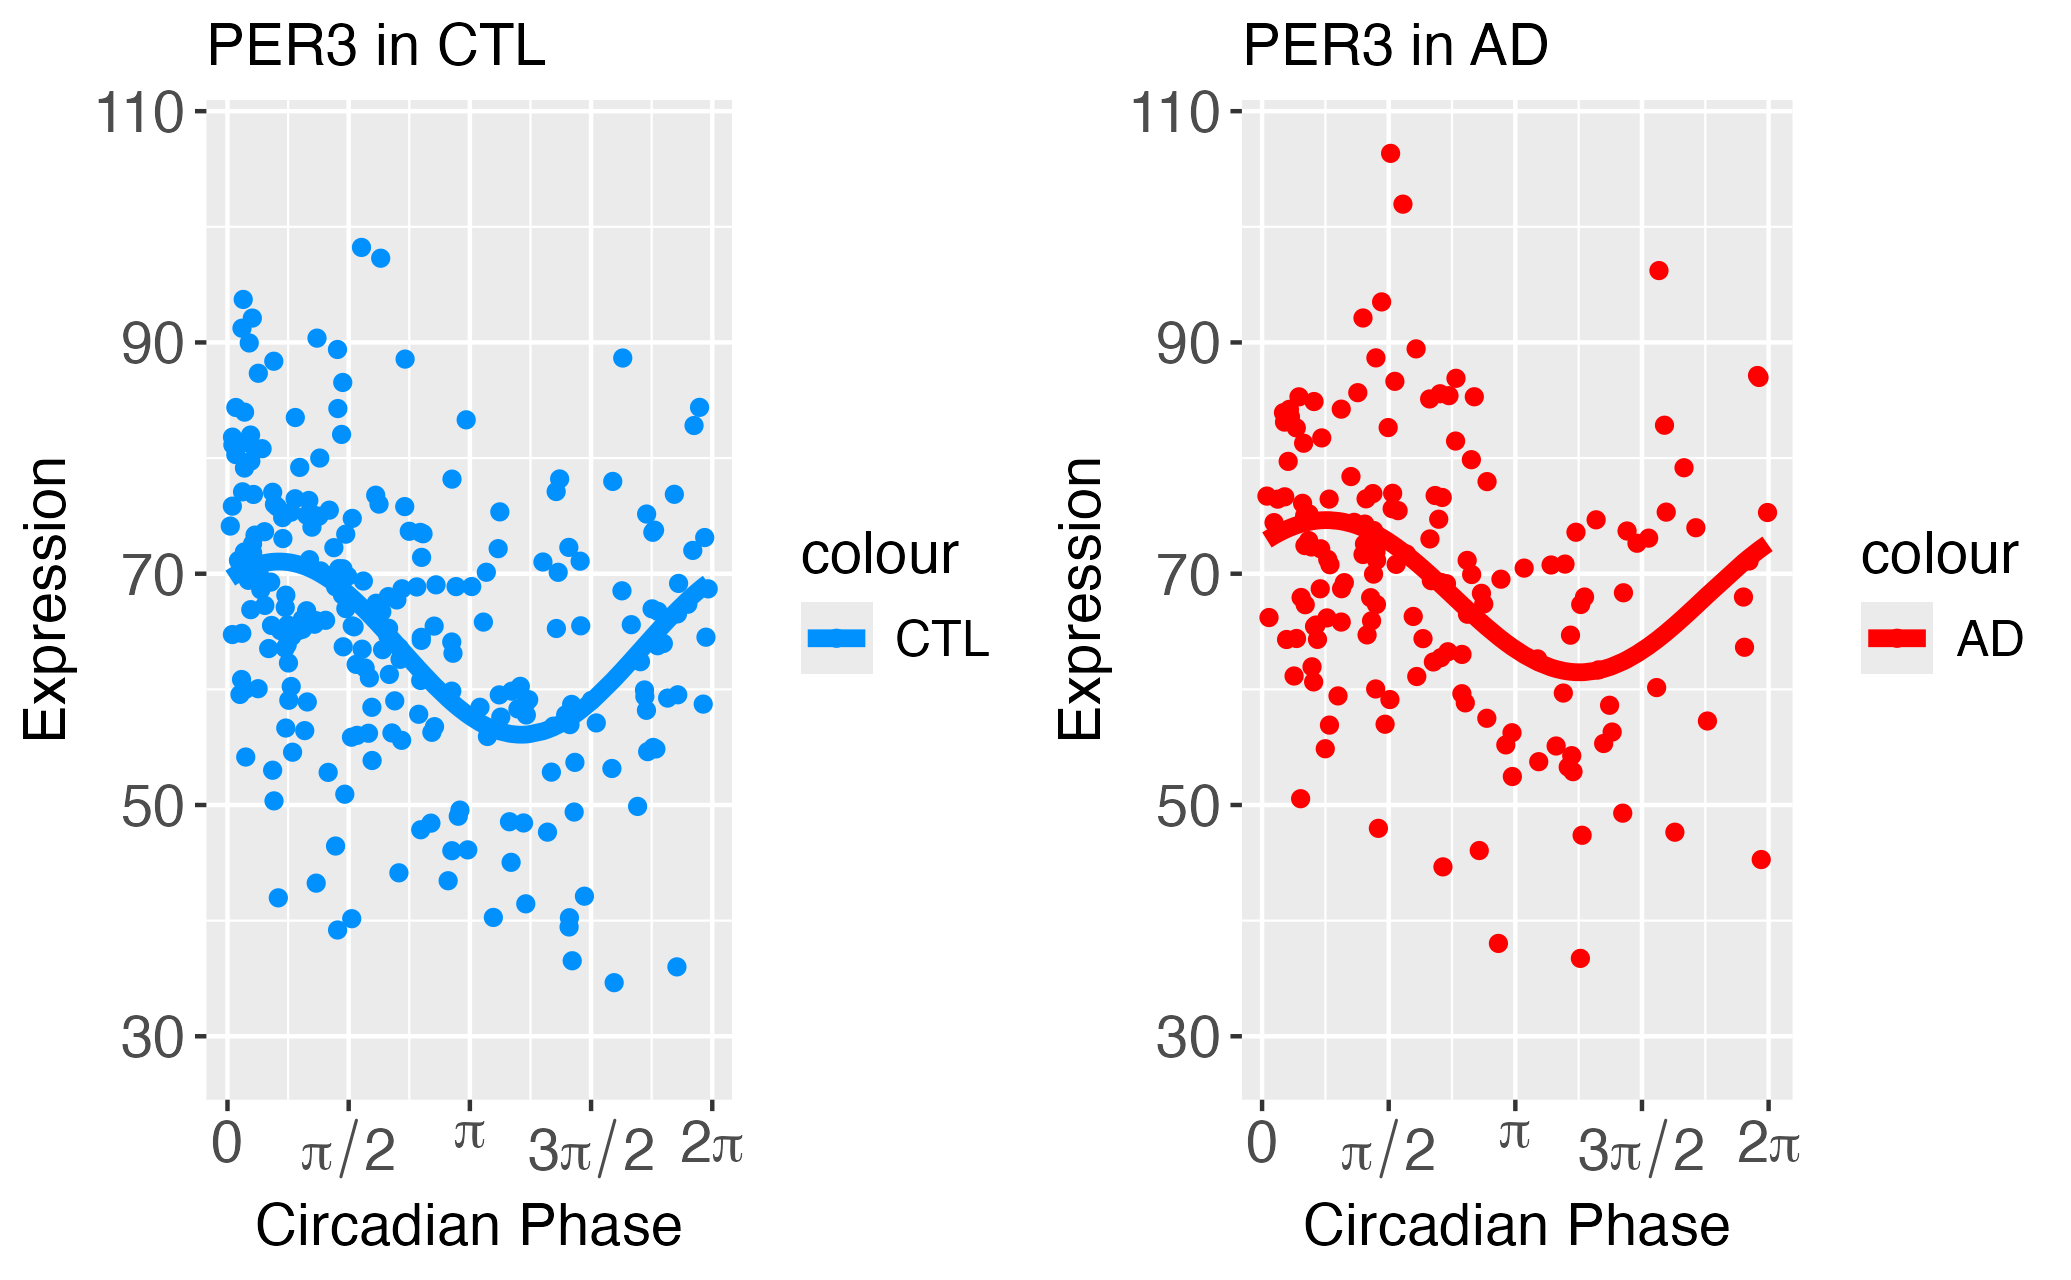 PER3 in CTL
110
90
70
50
30
Expression
0 π/2 π 3π/2 2π
Circadian Phase
colour
CTL
PER3 in AD
110
90
70
50
30
Expression
0 π/2 π 3π/2 2π
Circadian Phase
colour
AD